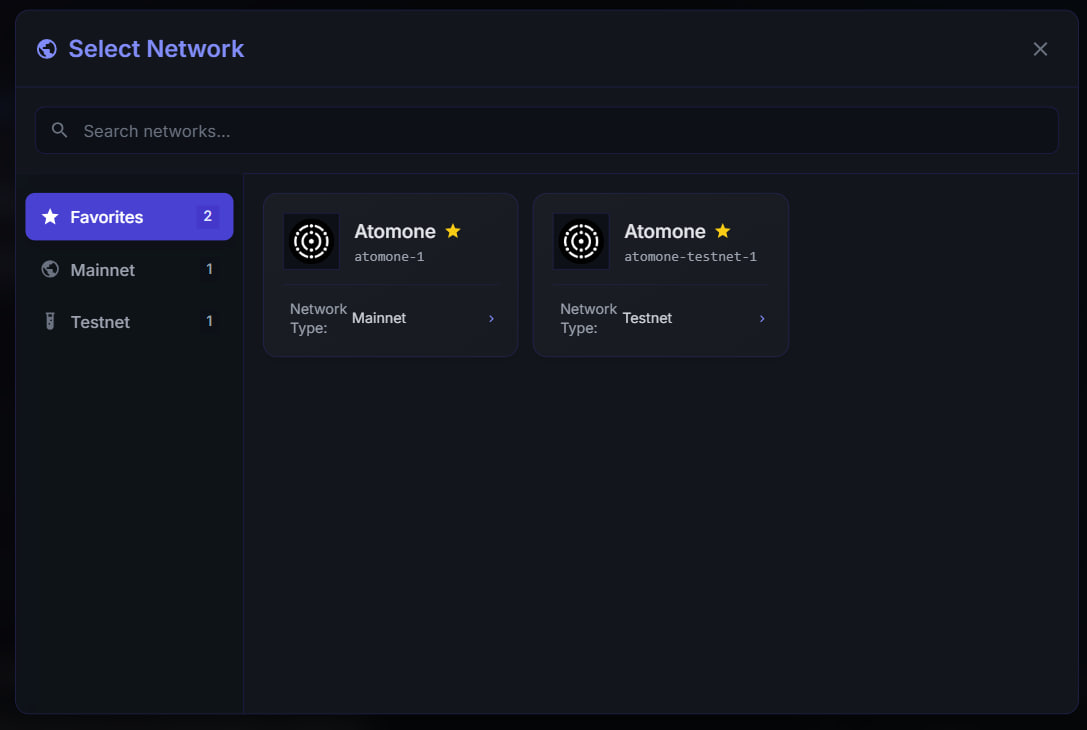 Select Network
Search networks...
Favorites 2
Mainnet 1
Testnet 1
Atomone
atomone-1
Network Type: Mainnet
Atomone
atomone-testnet-1
Network Type: Testnet